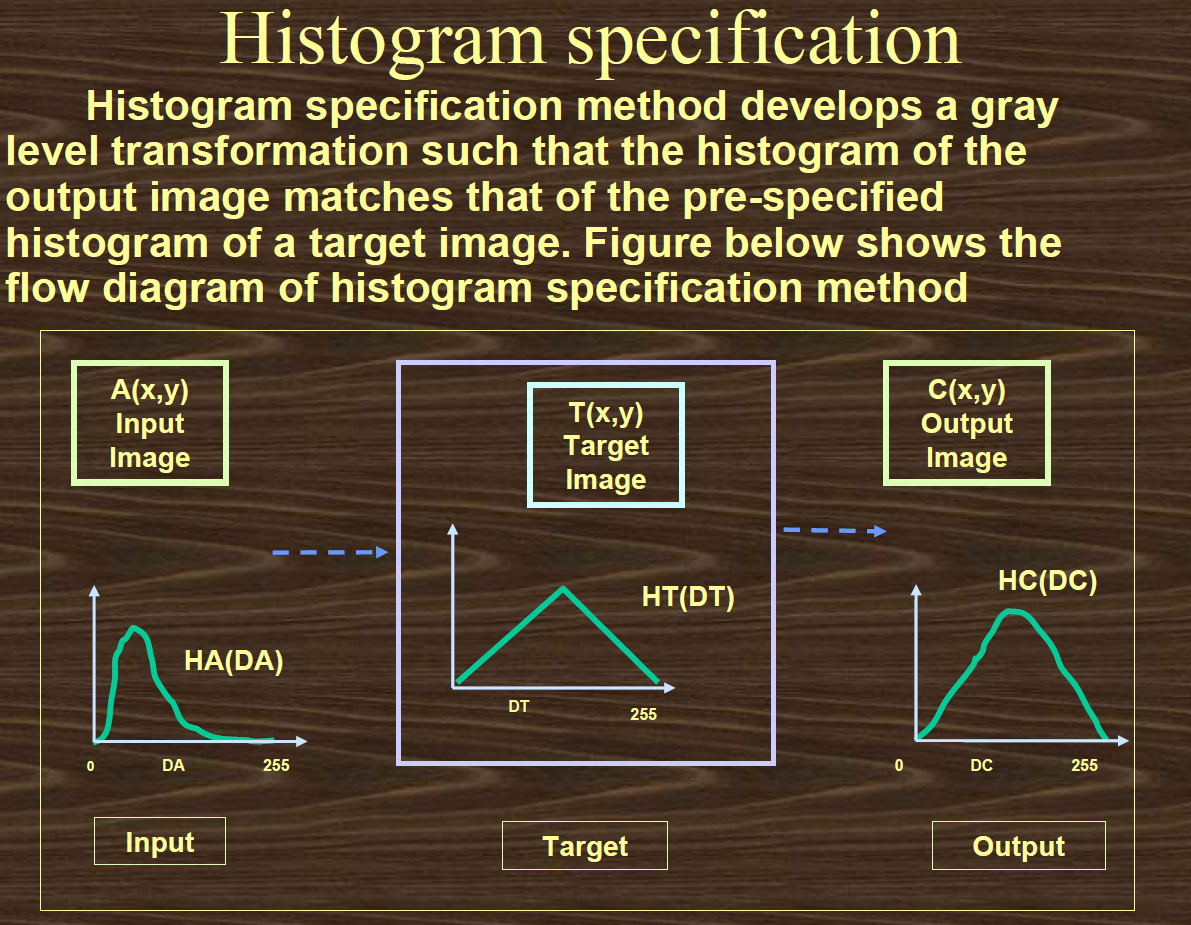 Histogram specification
Histogram specification method develops a gray
level transformation such that the histogram of the
output image matches that of the pre-specified
histogram of a target image. Figure below shows the
flow diagram of histogram specification method
A(x,y)
Input
Image
T(x,y)
Target
Image
C(x,y)
Output
Image
HA(DA)
HT(DT)
HC(DC)
0 DA 255
DT 255
0 DC 255
Input
Target
Output